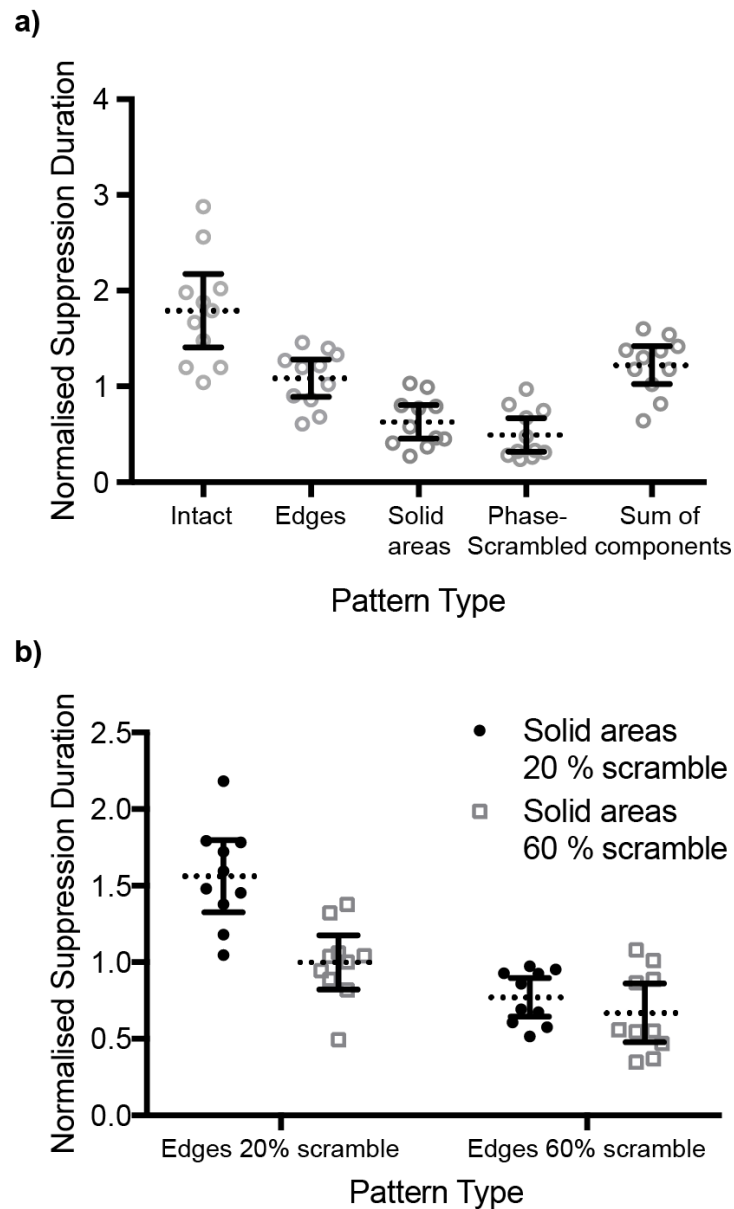 a)
Normalised Suppression Duration
4
3
2
1
0
Intact
Edges
Solid
areas
Phase-
Scrambled
Sum of
components
Pattern Type
b)
Normalised Suppression Duration
2.5
2.0
1.5
1.0
0.5
0.0
Solid areas
20 % scramble
Solid areas
60 % scramble
Edges 20% scramble
Edges 60% scramble
Pattern Type